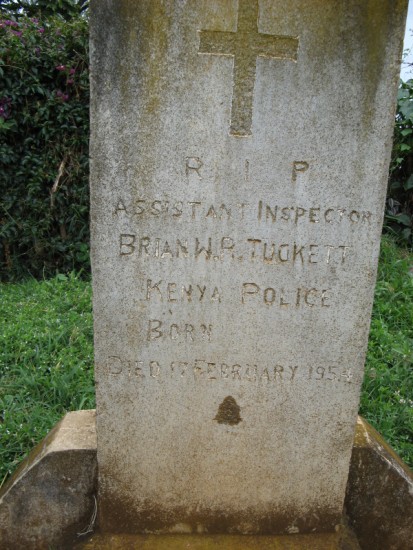 R I P
ASSISTANT INSPECTOR
BRIAN W.R. TUCKETT
KENYA POLICE
BORN
DIED FEBRUARY